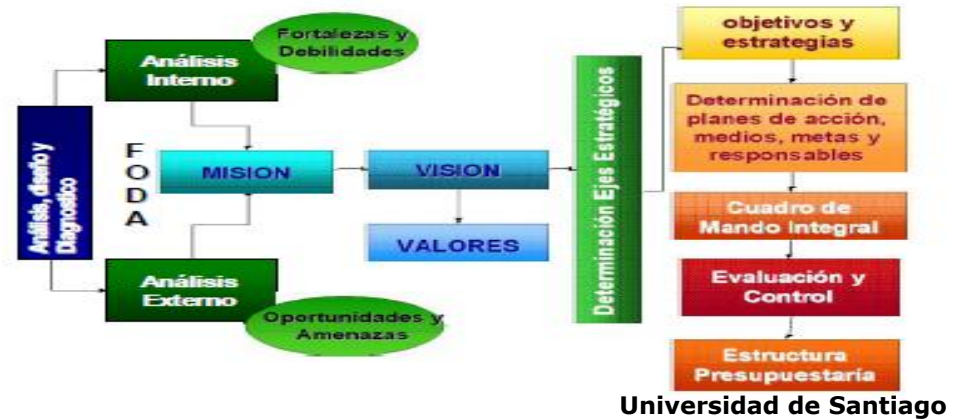 Análisis, diseño y
Diagnostico
Análisis
Interno
Fortalezas y
Debilidades
F
O
D
A
Análisis
Externo
Oportunidades y
Amenazas
MISION
VISION
VALORES
Determinación Ejes Estratégicos
objetivos y
estrategias
Determinación de
planes de acción,
medios, metas y
responsables
Cuadro de
Mando Integral
Evaluación y
Control
Estructura
Presupuestaría
Universidad de Santiago